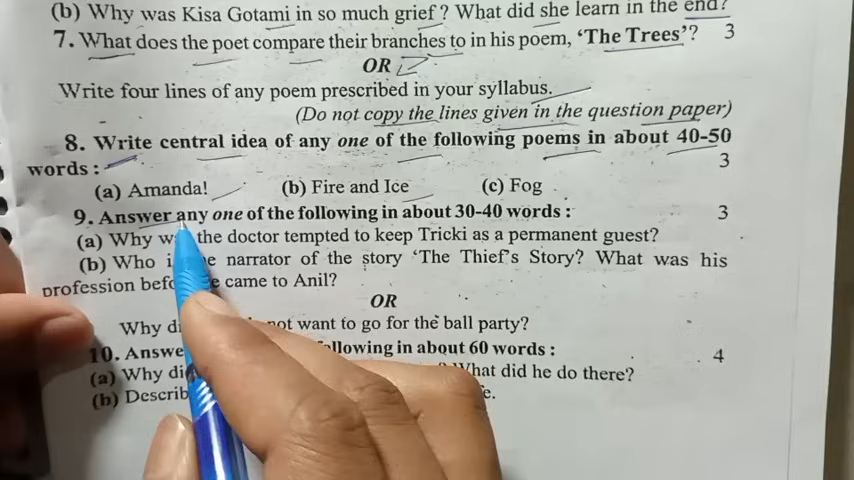 (b) Why was Kisa Gotami in so much grief? What did she learn in the end?
7. What does the poet compare their branches to in his poem, 'The Trees'? 3
OR
Write four lines of any poem prescribed in your syllabus.
(Do not copy the lines given in the question paper)
8. Write central idea of any one of the following poems in about 40-50
words : 3
(a) Amanda! (b) Fire and Ice (c) Fog
9. Answer any one of the following in about 30-40 words : 3
(a) Why the doctor tempted to keep Tricki as a permanent guest?
(b) Who narrator of the story 'The Thief's Story? What was his
profession came to Anil?
OR
Why not want to go for the ball party?
10. in about 60 words : 4
(a) Why What did he do there?
(b)